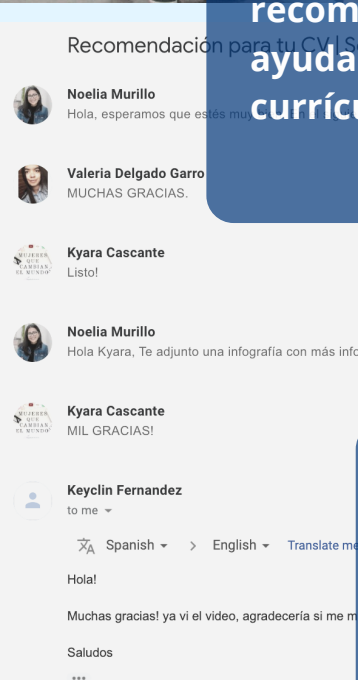 recom
ayuda
currícu
Recomendación para tu CV | S
Noelia Murillo
Hola, esperamos que estés muy
Valeria Delgado Garro
MUCHAS GRACIAS.
MUJERES
QUE
CAMBIAN
EL MUNDO
Kyara Cascante
Listo!
Noelia Murillo
Hola Kyara, Te adjunto una infografía con más info
MUJERES
QUE
CAMBIAN
EL MUNDO
Kyara Cascante
MIL GRACIAS!
Keyclin Fernandez
to me
Spanish > English Translate me
Hola!
Muchas gracias! ya vi el video, agradecería si me m
Saludos